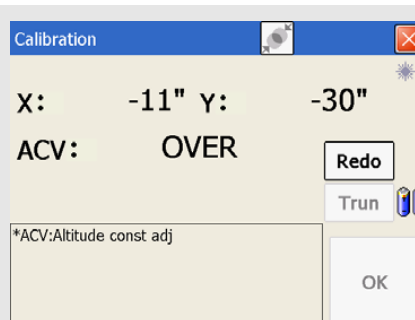 Calibration
X: -11" Y: -30"
ACV: OVER
Redo
Trun
*ACV:Altitude const adj
OK